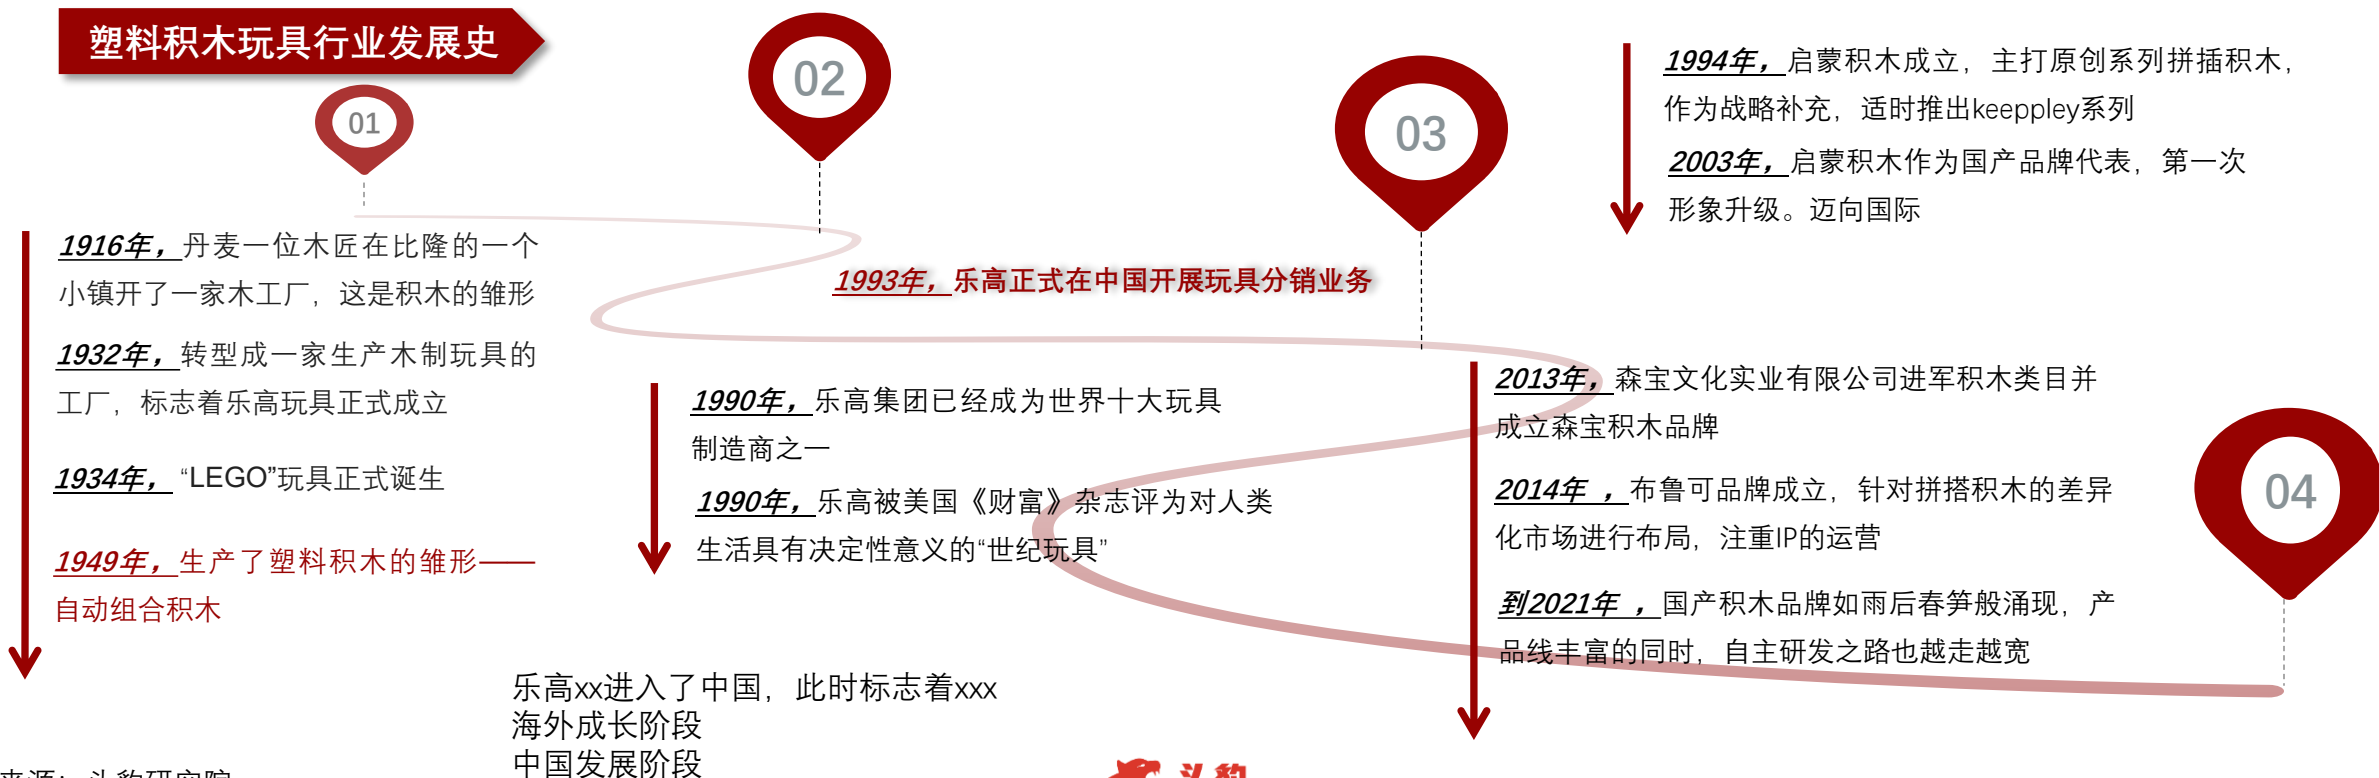 塑料积木玩具行业发展史
01
1916年，丹麦一位木匠在比隆的一个
小镇开了一家木工厂，这是积木的雏形
1932年，转型成一家生产木制玩具的
工厂，标志着乐高玩具正式成立
1934年， “LEGO”玩具正式诞生
1949年，生产了塑料积木的雏形——
自动组合积木
02
1993年，乐高正式在中国开展玩具分销业务
1990年，乐高集团已经成为世界十大玩具
制造商之一
1990年，乐高被美国《财富》杂志评为对人类
生活具有决定性意义的“世纪玩具”
03
1994年，启蒙积木成立，主打原创系列拼插积木，
作为战略补充，适时推出keeppley系列
2003年，启蒙积木作为国产品牌代表，第一次
形象升级。迈向国际
2013年，森宝文化实业有限公司进军积木类目并
成立森宝积木品牌
2014年 ，布鲁可品牌成立，针对拼搭积木的差异
化市场进行布局，注重IP的运营
到2021年 ，国产积木品牌如雨后春笋般涌现，产
品线丰富的同时，自主研发之路也越走越宽
04
乐高xx进入了中国，此时标志着xxx
海外成长阶段
中国发展阶段
来源：头豹研究院
头豹